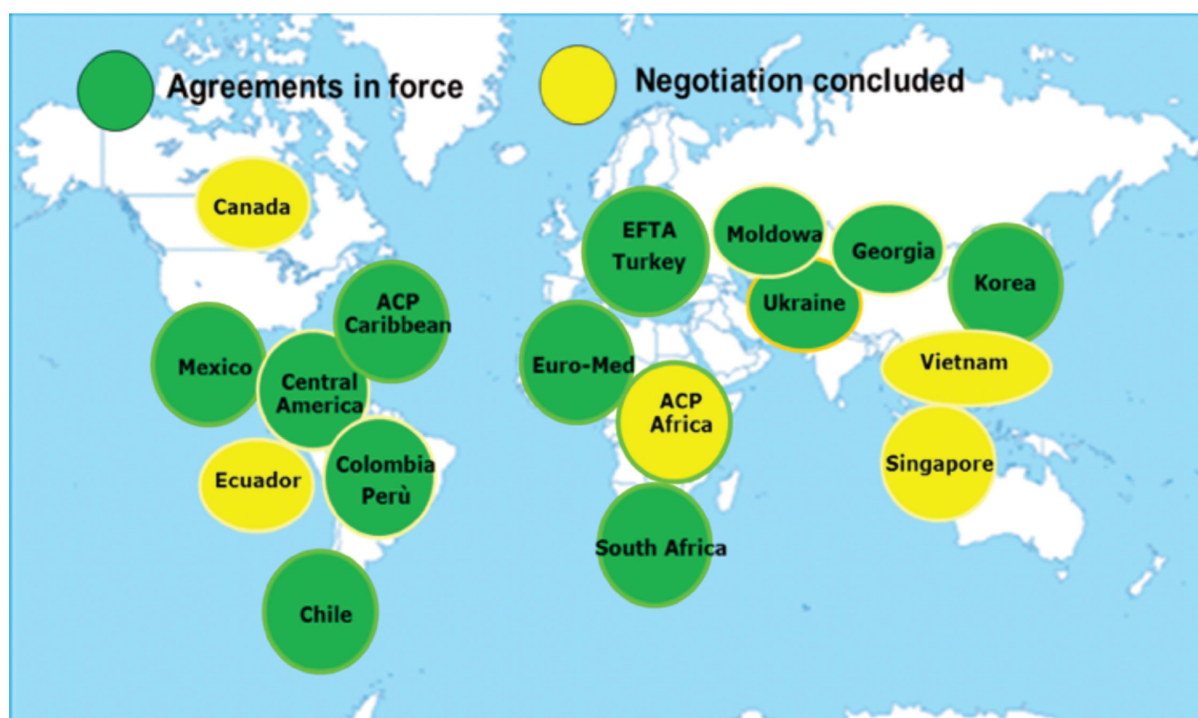 Agreements in force
Negotiation concluded
Canada
EFTA
Turkey
Moldowa
Georgia
Korea
Ukraine
ACP
Caribbean
Mexico
Central
America
Euro-Med
Vietnam
ACP
Africa
Ecuador
Colombia
Perù
Singapore
South Africa
Chile